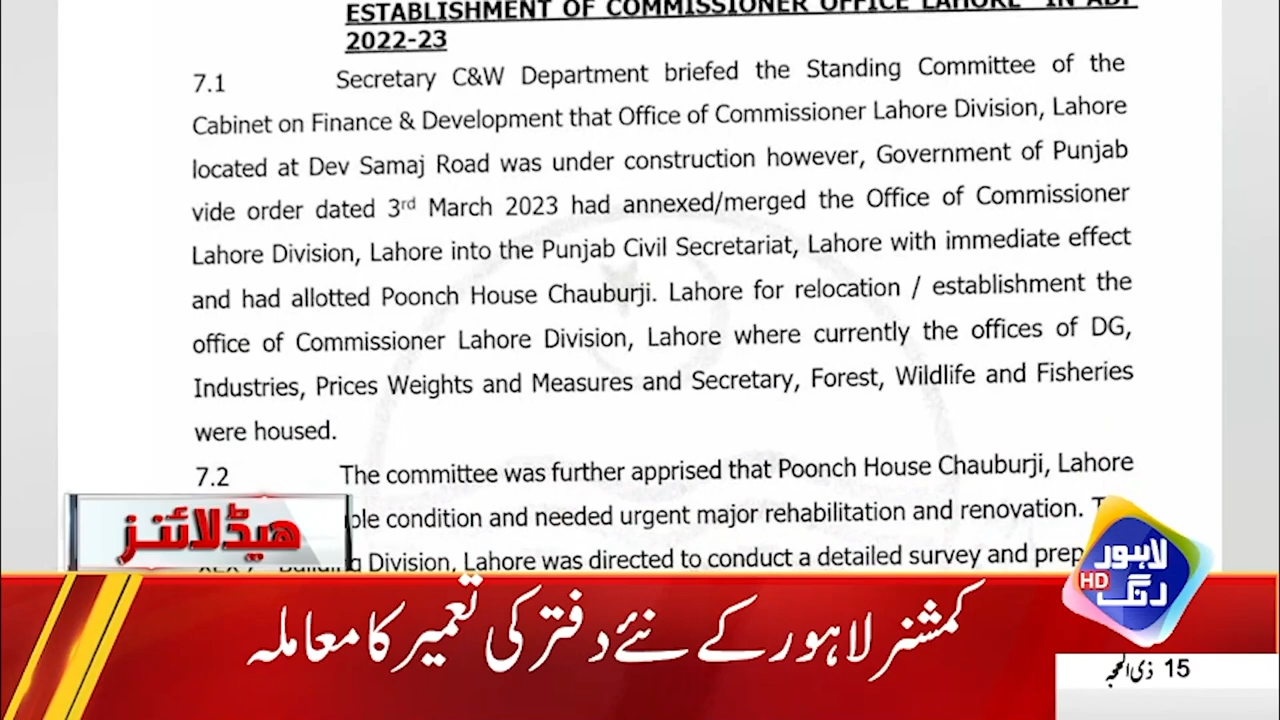 ESTABLISHMENT OF COMMISSIONER OFFICE LAHORE" IN ADP
2022-23
7.1 Secretary C&W Department briefed the Standing Committee of the
Cabinet on Finance & Development that Office of Commissioner Lahore Division, Lahore
located at Dev Samaj Road was under construction however, Government of Punjab
vide order dated 3rd March 2023 had annexed/merged the Office of Commissioner
Lahore Division, Lahore into the Punjab Civil Secretariat, Lahore with immediate effect
and had allotted Poonch House Chauburji. Lahore for relocation / establishment the
office of Commissioner Lahore Division, Lahore where currently the offices of DG,
Industries, Prices Weights and Measures and Secretary, Forest, Wildlife and Fisheries
were housed.
7.2 The committee was further apprised that Poonch House Chauburji, Lahore
condition and needed urgent major rehabilitation and renovation.
Division, Lahore was directed to conduct a detailed survey and
ہیڈلائنز
لاہور
رنگ HD
کمشنر لاہور کے نئے دفتر کی تعمیر کا معاملہ
15 ذی الحجہ